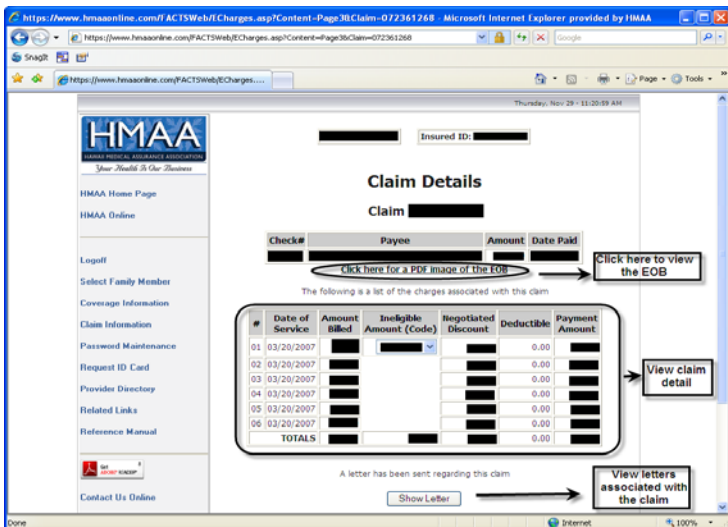 https://www.hmaaonline.com/FACTSWeb/ECharges.asp?Content=Page3&Claim=072361268 - Microsoft Internet Explorer provided by HMAA
https://www.hmaaonline.com/FACTSWeb/ECharges.asp?Content=Page3&Claim=072361268
Google
SnagIt
https://www.hmaaonline.com/FACTSWeb/ECharges....
Page
Tools
Thursday, Nov 29 - 11:20:59 AM
HMAA
HAWAII MEDICAL ASSURANCE ASSOCIATION
Your Health Is Our Business
Insured ID:
Claim Details
Claim
HMAA Home Page
HMAA Online
Logoff
Select Family Member
Coverage Information
Claim Information
Password Maintenance
Request ID Card
Provider Directory
Related Links
Reference Manual
Get ADOBE READER
Contact Us Online
Check# Payee Amount Date Paid
Click here for a PDF image of the EOB
Click here to view
the EOB
The following is a list of the charges associated with this claim
# Date of Service Amount Billed Ineligible Amount (Code) Negotiated Discount Deductible Payment Amount
01 03/20/2007 0.00
02 03/20/2007 0.00
03 03/20/2007 0.00
04 03/20/2007 0.00
05 03/20/2007 0.00
06 03/20/2007 0.00
TOTALS 0.00
View claim
detail
A letter has been sent regarding this claim
Show Letter
View letters
associated with
the claim
Done
Internet
100%